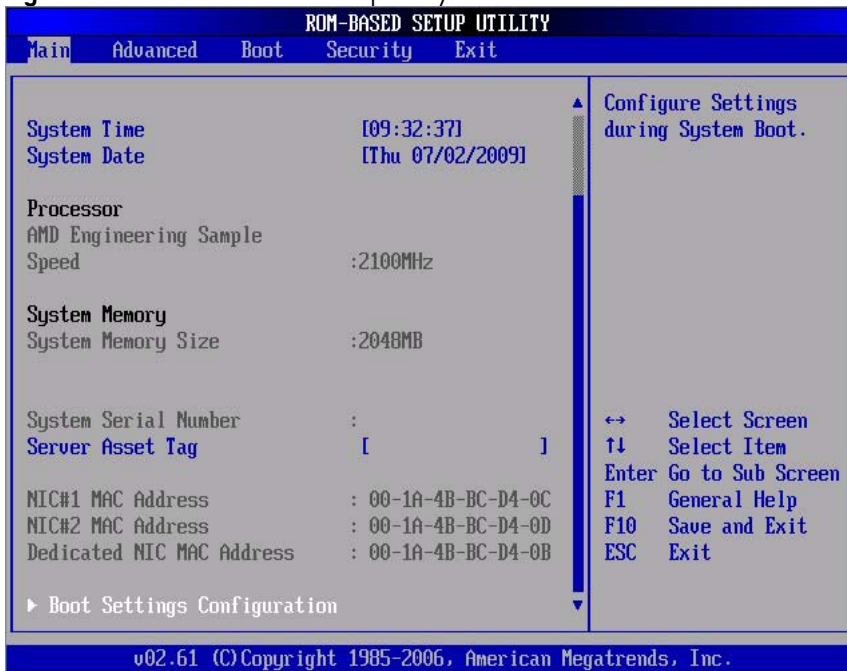 ROM-BASED SETUP UTILITY
Main Advanced Boot Security Exit
System Time [09:32:37]
System Date [Thu 07/02/2009]
Processor
AMD Engineering Sample
Speed :2100MHz
System Memory
System Memory Size :2048MB
System Serial Number :
Server Asset Tag [ ]
NIC#1 MAC Address : 00-1A-4B-BC-D4-0C
NIC#2 MAC Address : 00-1A-4B-BC-D4-0D
Dedicated NIC MAC Address : 00-1A-4B-BC-D4-0B
▶ Boot Settings Configuration
Configure Settings
during System Boot.
↔ Select Screen
↑↓ Select Item
Enter Go to Sub Screen
F1 General Help
F10 Save and Exit
ESC Exit
v02.61 (C)Copyright 1985-2006, American Megatrends, Inc.